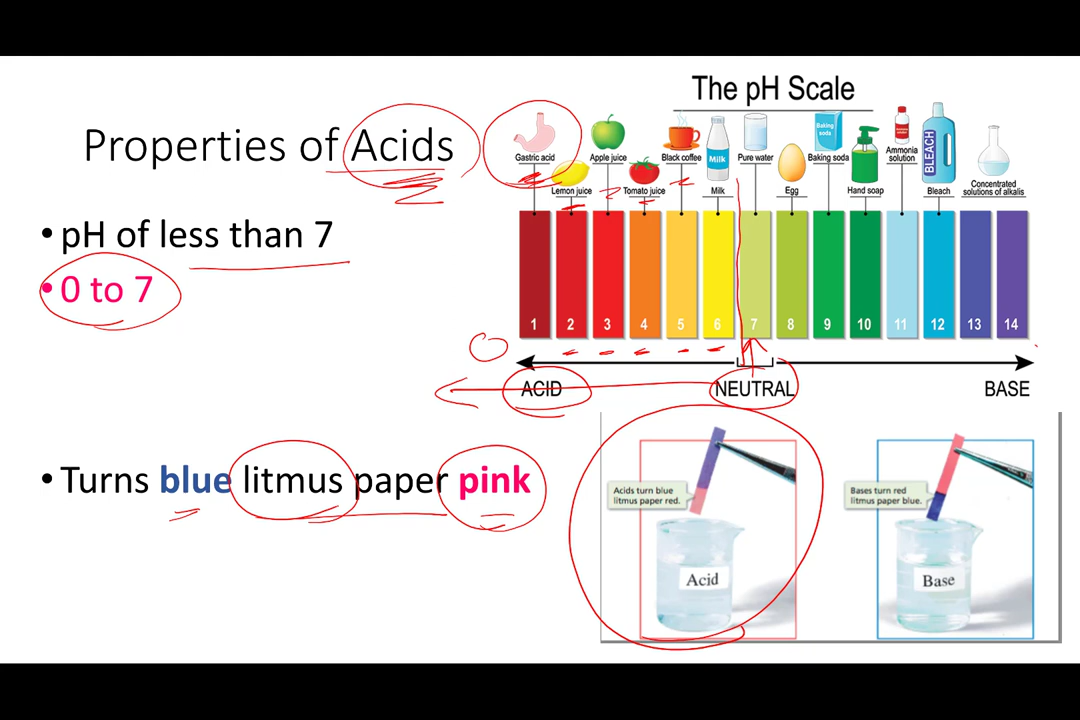 The pH Scale
Properties of Acids
Gastric acid
Apple juice
Black coffee
Milk
Pure water
Baking soda
Baking soda
Ammonia solution
BLEACH
Lemon juice
Tomato juice
Milk
Egg
Hand soap
Bleach
Concentrated
solutions of alkalis
• pH of less than 7
• 0 to 7
1 2 3 4 5 6 7 8 9 10 11 12 13 14
ACID NEUTRAL BASE
• Turns blue litmus paper pink
Acids turn blue
litmus paper red.
Acid
Bases turn red
litmus paper blue.
Base